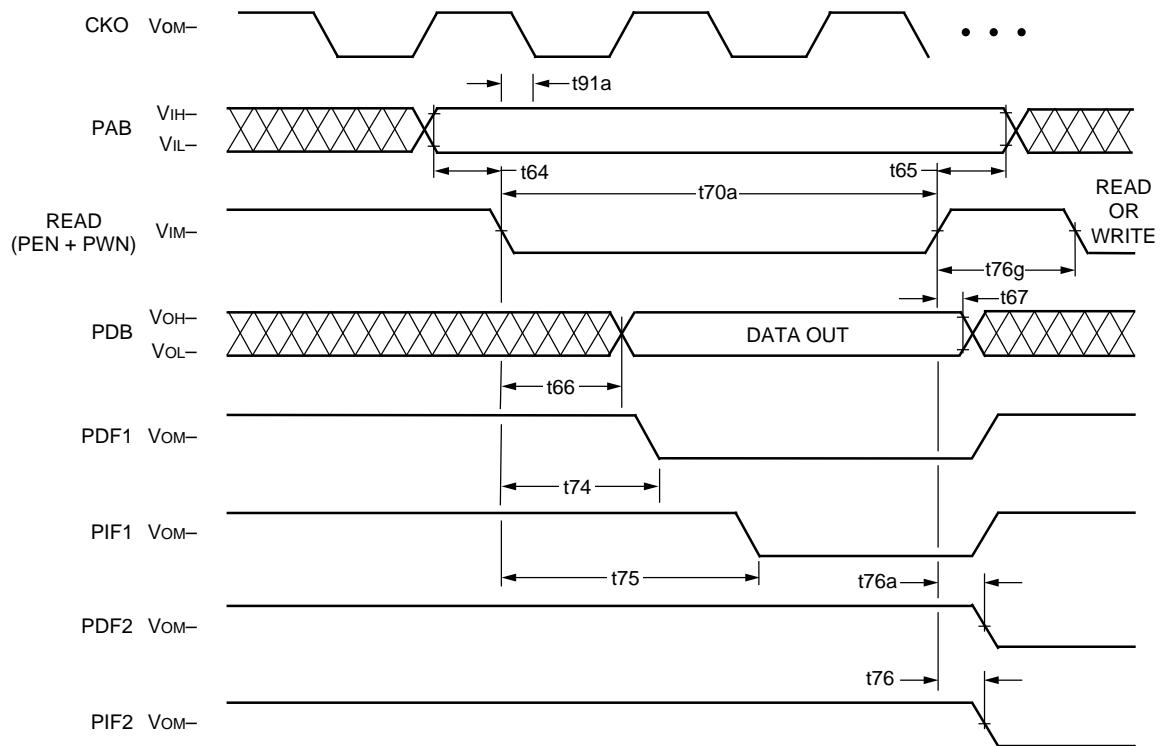 CKO VOM–
• • •
t91a
PAB VIH–
VIL–
t64
t65
t70a
READ
(PEN + PWN)
VIM–
READ
OR
WRITE
t76g
t67
PDB VOH–
VOL–
DATA OUT
t66
PDF1 VOM–
t74
PIF1 VOM–
t75
t76a
PDF2 VOM–
t76
PIF2 VOM–